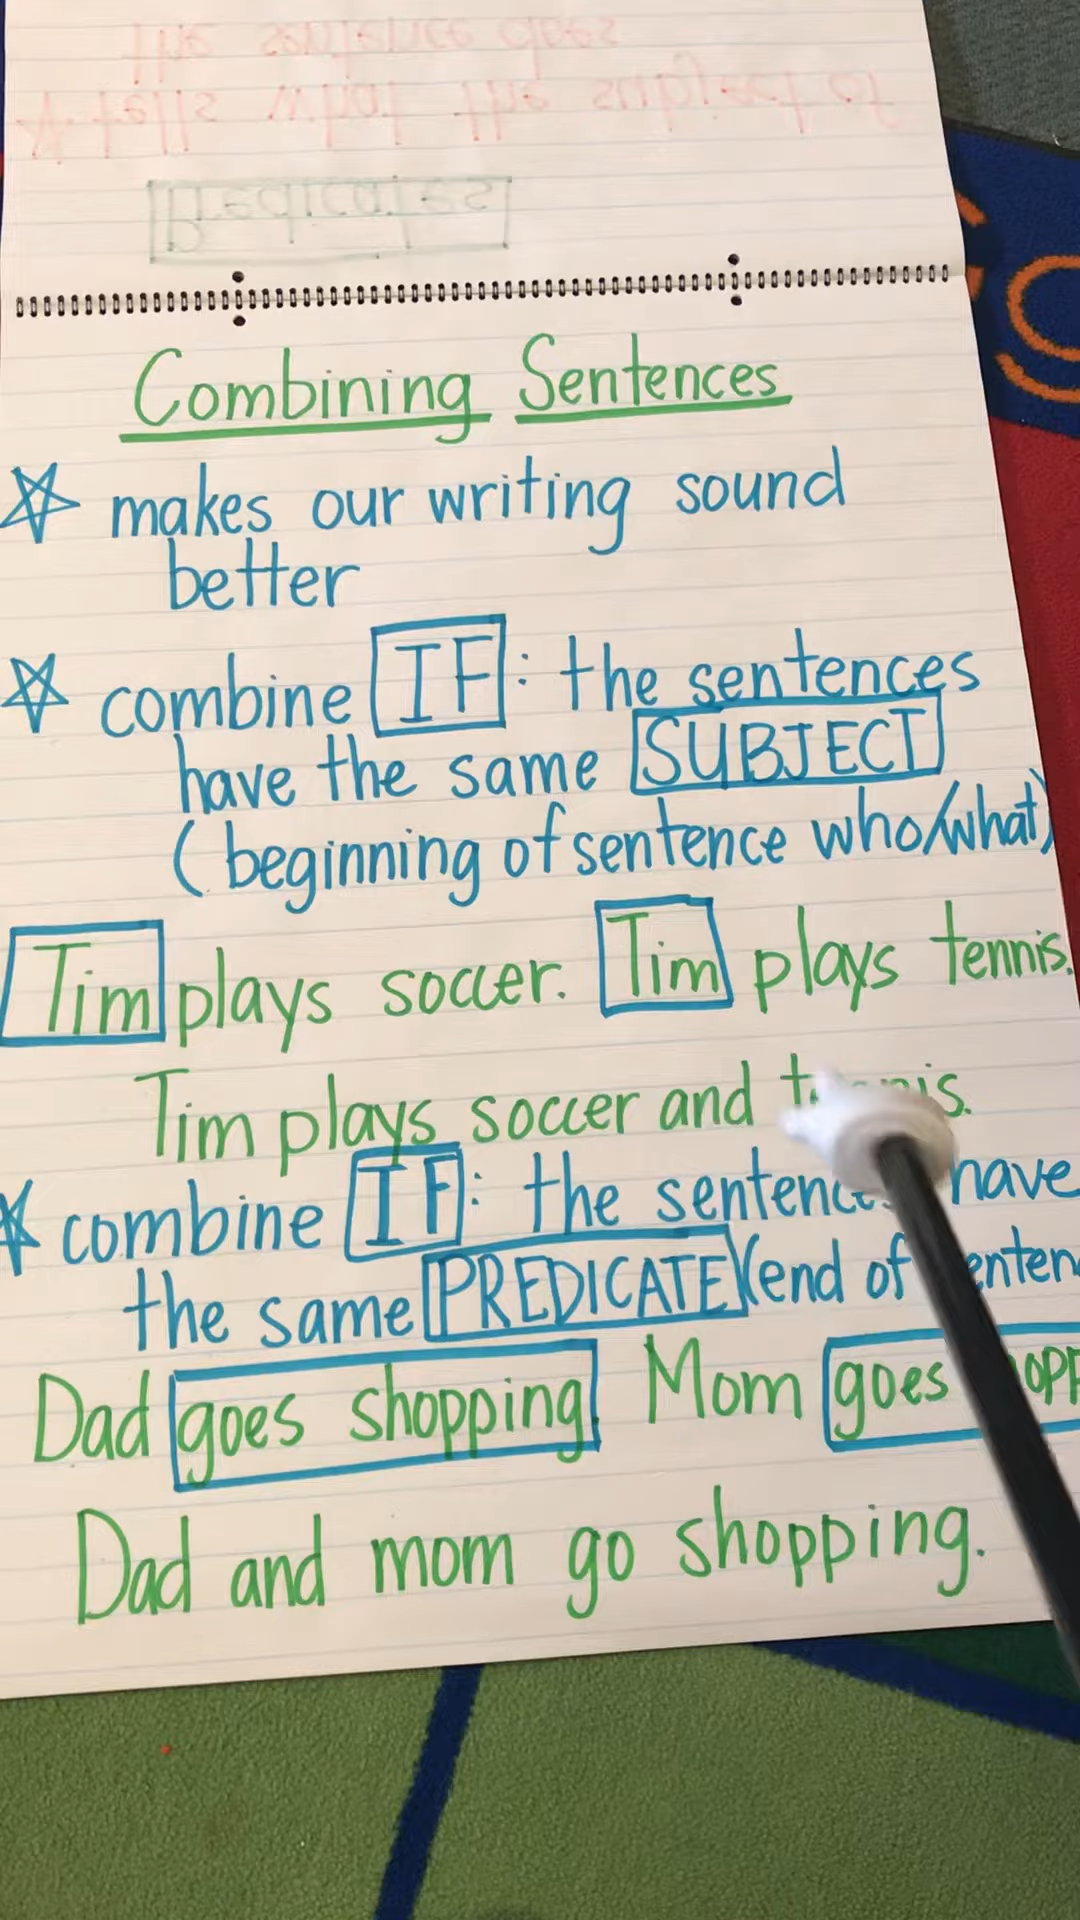 Combining Sentences
makes our writing sound
better
combine IF: the sentences
have the same SUBJECT
(beginning of sentence who/what)
Tim plays soccer. Tim plays tennis.
Tim plays soccer and
combine IF: the sentences have
the same PREDICATE (end of
Dad goes shopping. Mom goes
Dad and mom go shopping.